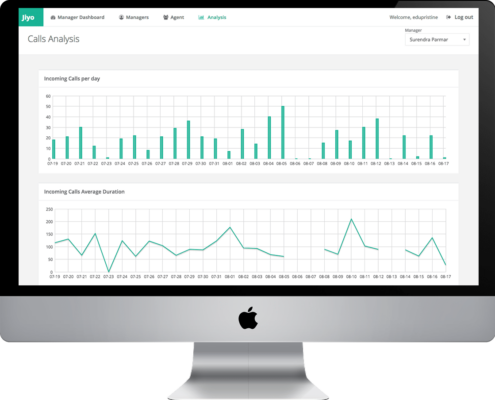 Jiyo
Manager Dashboard
Managers
Agent
Analysis
Welcome, edupristine
Log out
Calls Analysis
Manager
Surendra Parmar
Incoming Calls per day
60
50
40
30
20
10
0
07-19 07-20 07-21 07-22 07-23 07-24 07-25 07-26 07-27 07-28 07-29 07-30 07-31 08-01 08-02 08-03 08-04 08-05 08-06 08-07 08-08 08-09 08-10 08-11 08-12 08-13 08-14 08-15 08-16 08-17
Incoming Calls Average Duration
250
200
150
100
50
0
07-19 07-20 07-21 07-22 07-23 07-24 07-25 07-26 07-27 07-28 07-29 07-30 07-31 08-01 08-02 08-03 08-04 08-05 08-06 08-07 08-08 08-09 08-10 08-11 08-12 08-13 08-14 08-15 08-16 08-17